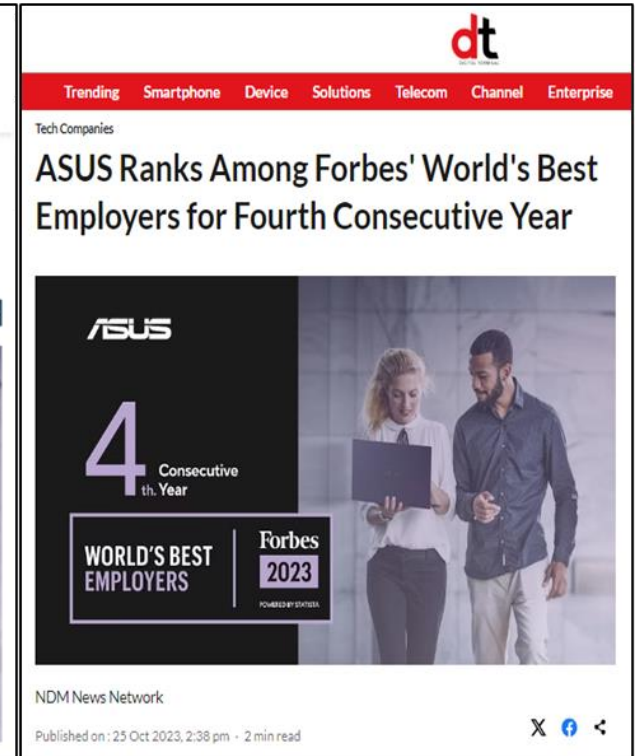 dt
Trending Smartphone Device Solutions Telecom Channel Enterprise
Tech Companies
ASUS Ranks Among Forbes' World's Best
Employers for Fourth Consecutive Year
ASUS
4
Consecutive
th. Year
WORLD'S BEST
EMPLOYERS
Forbes
2023
POWERED BY STATISTA
NDM News Network
Published on : 25 Oct 2023, 2:38 pm · 2 min read